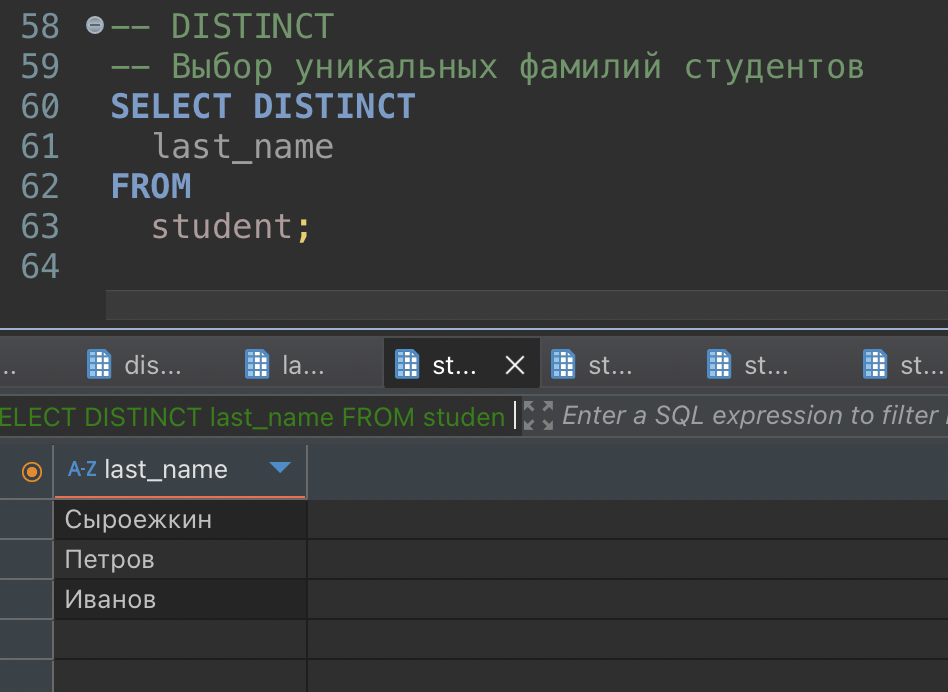 58 -- DISTINCT
59 -- Выбор уникальных фамилий студентов
60 SELECT DISTINCT
61 last_name
62 FROM
63 student;
64
.. dis... la... st... st... st... st...
ELECT DISTINCT last_name FROM studen Enter a SQL expression to filter
A-Z last_name
Сыроежкин
Петров
Иванов